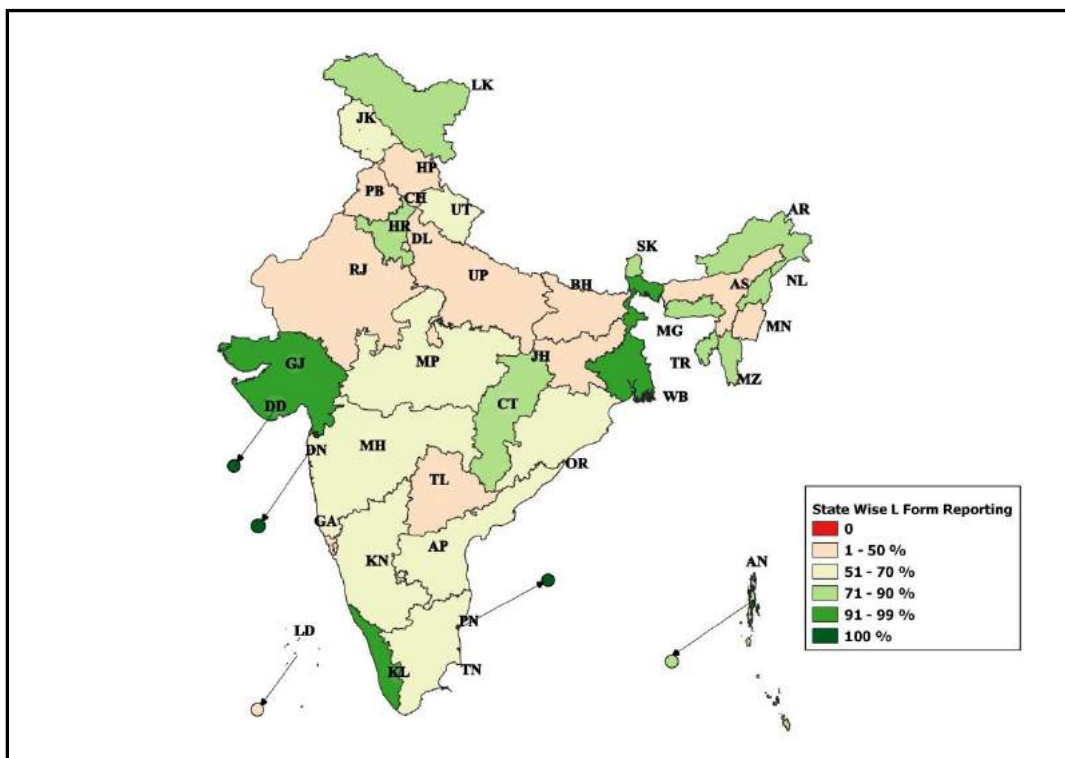 LK
JK
HP
PB
CH
UT
HR
DL
AR
SK
RJ
UP
BH
AS
NL
MG
MN
GJ
MP
JH
TR
MZ
DD
CT
WB
DN
MH
OR
TL
GA
AP
KN
AN
PN
LD
KL
TN
State Wise L Form Reporting
0
1 - 50 %
51 - 70 %
71 - 90 %
91 - 99 %
100 %